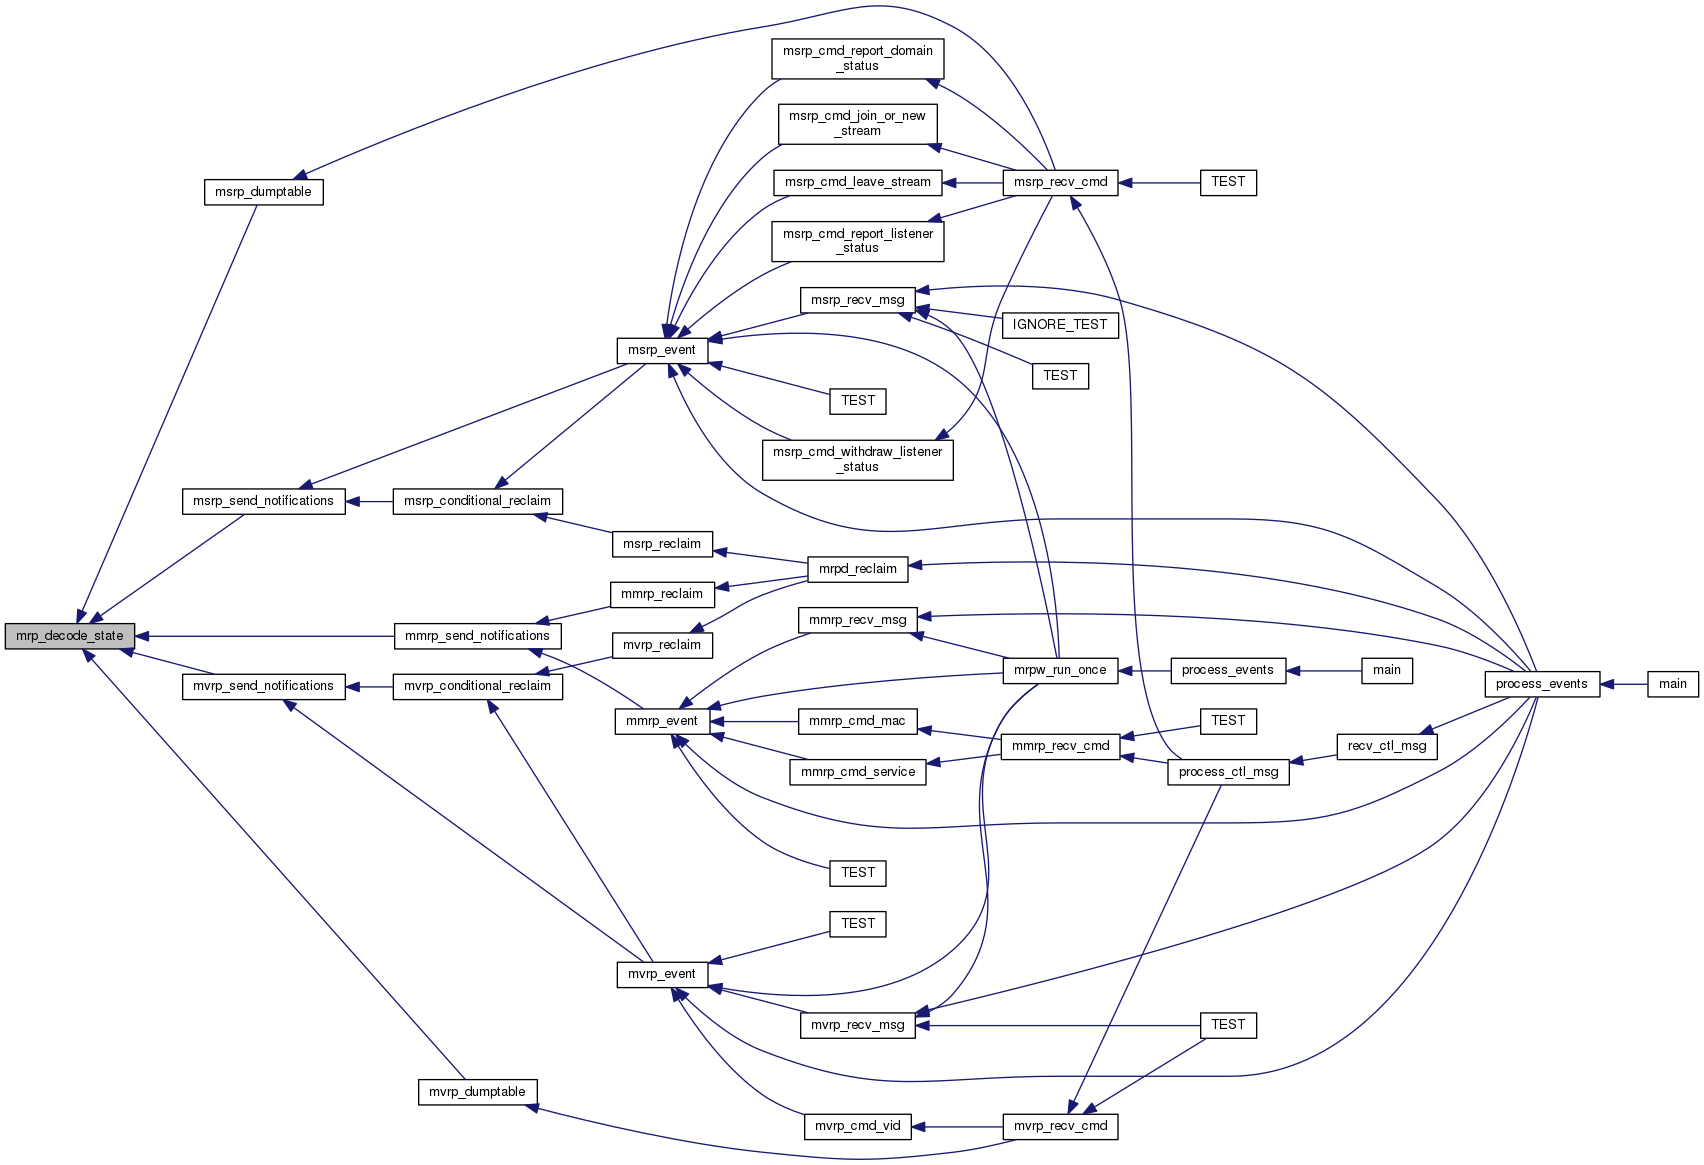 msrp_cmd_report_domain
_status
msrp_cmd_join_or_new
_stream
msrp_dumptable
msrp_cmd_leave_stream
msrp_recv_cmd
TEST
msrp_cmd_report_listener
_status
msrp_recv_msg
IGNORE_TEST
msrp_event
TEST
TEST
msrp_cmd_withdraw_listener
_status
msrp_send_notifications
msrp_conditional_reclaim
msrp_reclaim
mrpd_reclaim
mmrp_reclaim
mmrp_recv_msg
mrp_decode_state
mmrp_send_notifications
mvrp_reclaim
mrpw_run_once
process_events
main
mvrp_send_notifications
mvrp_conditional_reclaim
process_events
main
mmrp_event
mmrp_cmd_mac
TEST
mmrp_recv_cmd
recv_ctl_msg
mmrp_cmd_service
process_ctl_msg
TEST
TEST
mvrp_event
mvrp_recv_msg
TEST
mvrp_dumptable
mvrp_cmd_vid
mvrp_recv_cmd